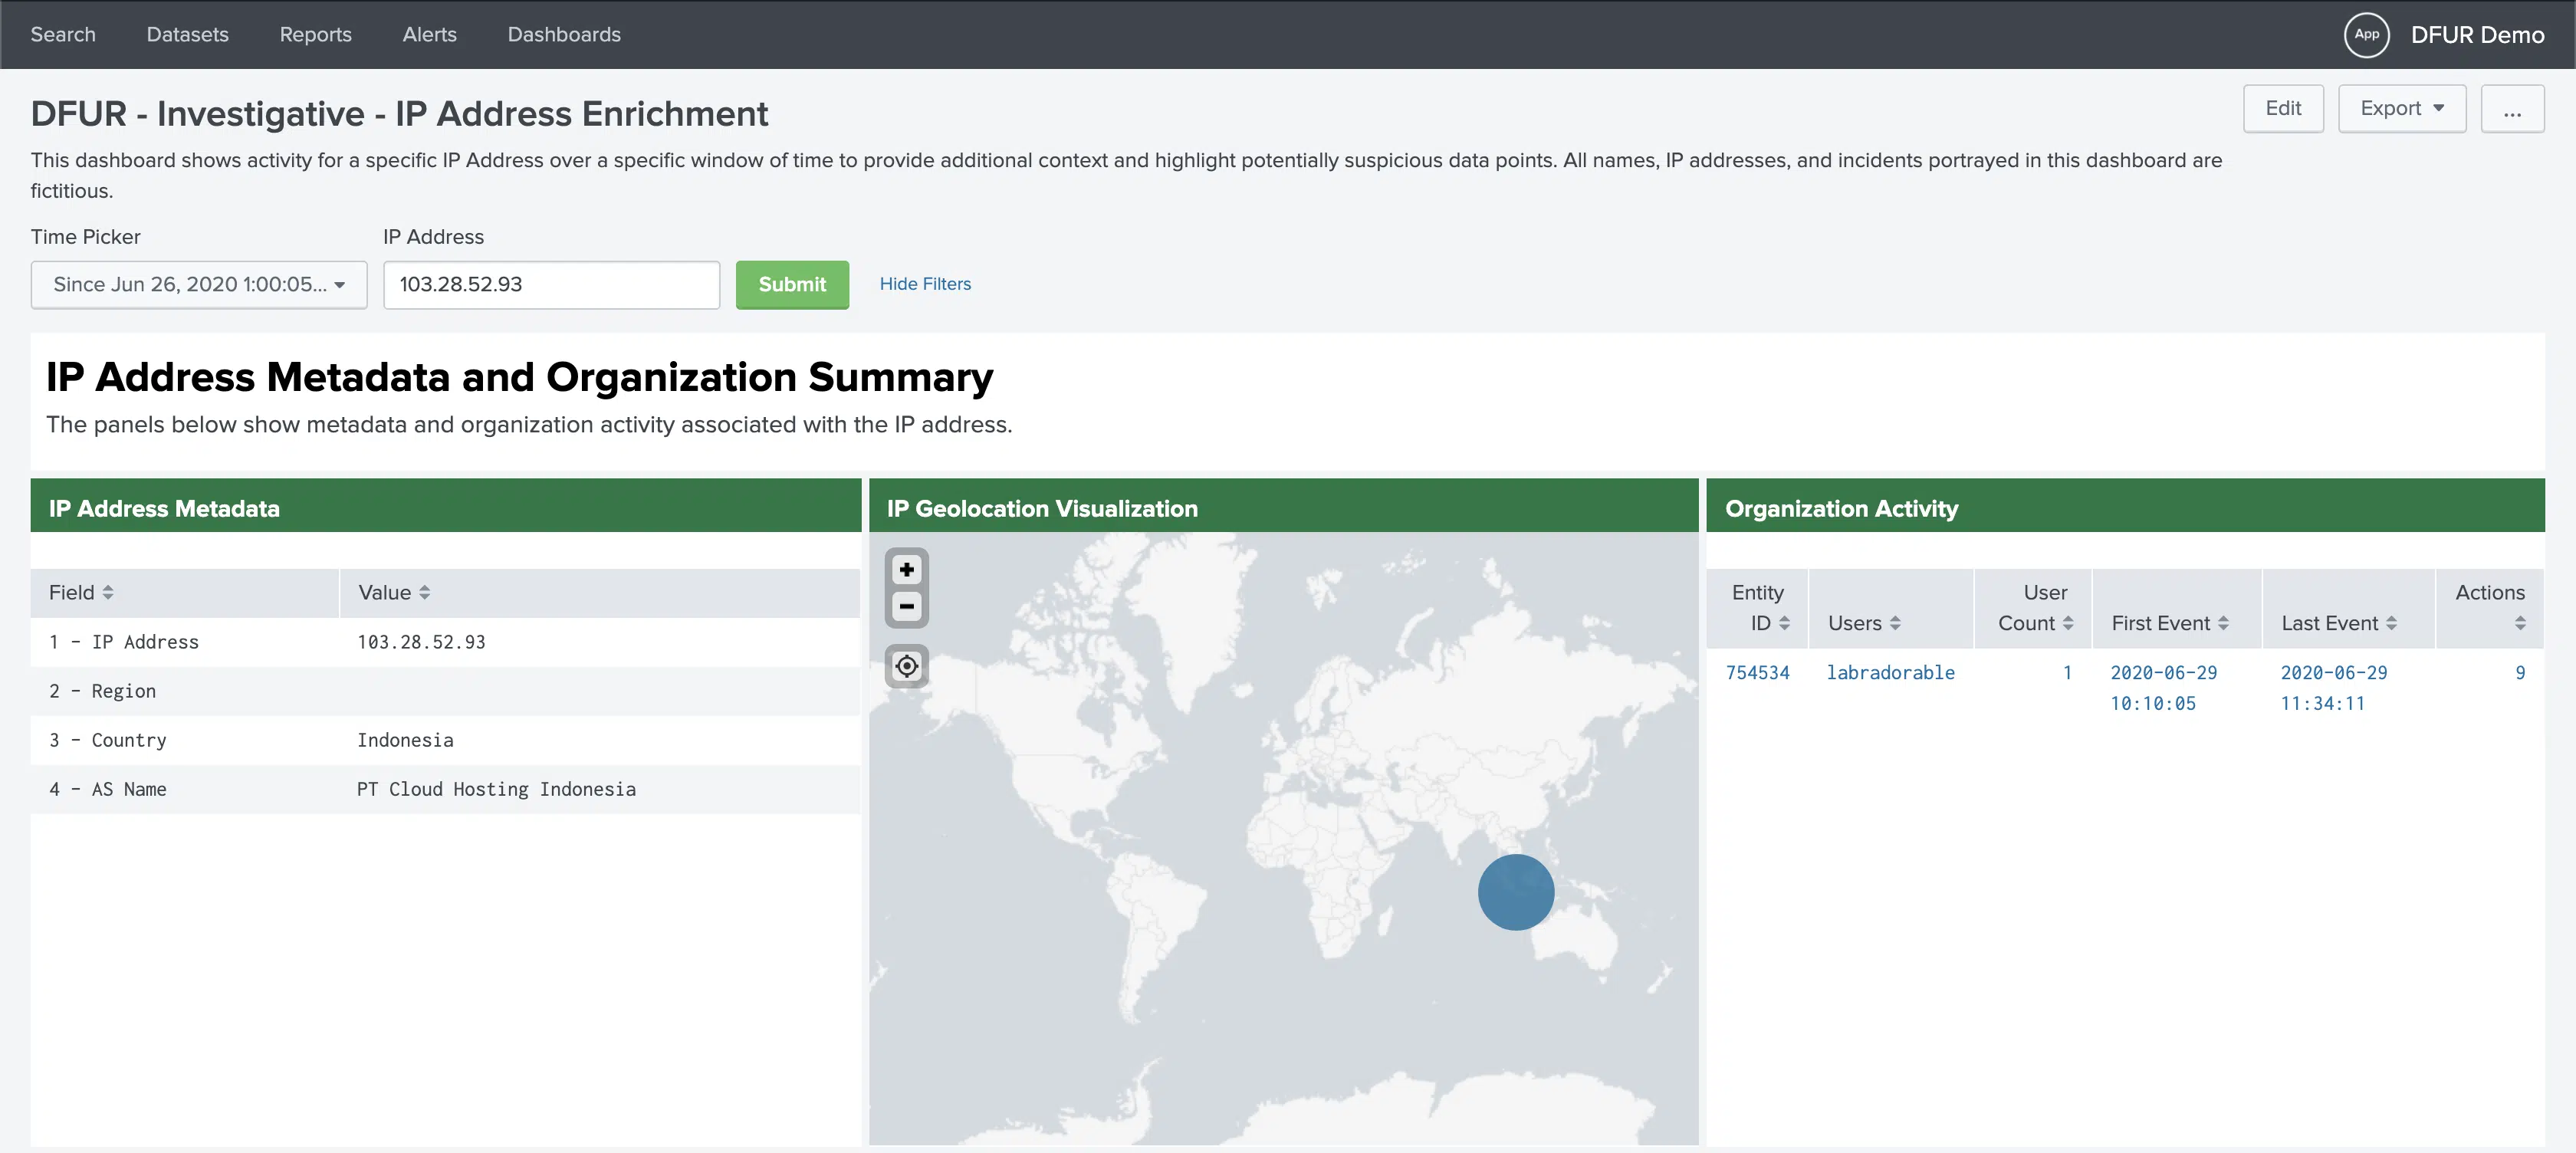 Search Datasets Reports Alerts Dashboards App DFUR Demo
DFUR - Investigative - IP Address Enrichment
Edit Export ...
This dashboard shows activity for a specific IP Address over a specific window of time to provide additional context and highlight potentially suspicious data points. All names, IP addresses, and incidents portrayed in this dashboard are
fictitious.
Time Picker IP Address
Since Jun 26, 2020 1:00:05... 103.28.52.93 Submit Hide Filters
IP Address Metadata and Organization Summary
The panels below show metadata and organization activity associated with the IP address.
IP Address Metadata
Field Value
1 - IP Address 103.28.52.93
2 - Region
3 - Country Indonesia
4 - AS Name PT Cloud Hosting Indonesia
IP Geolocation Visualization
+
-
Organization Activity
Entity ID Users User Count First Event Last Event Actions
754534 labradorable 1 2020-06-29 2020-06-29 9
10:10:05 11:34:11